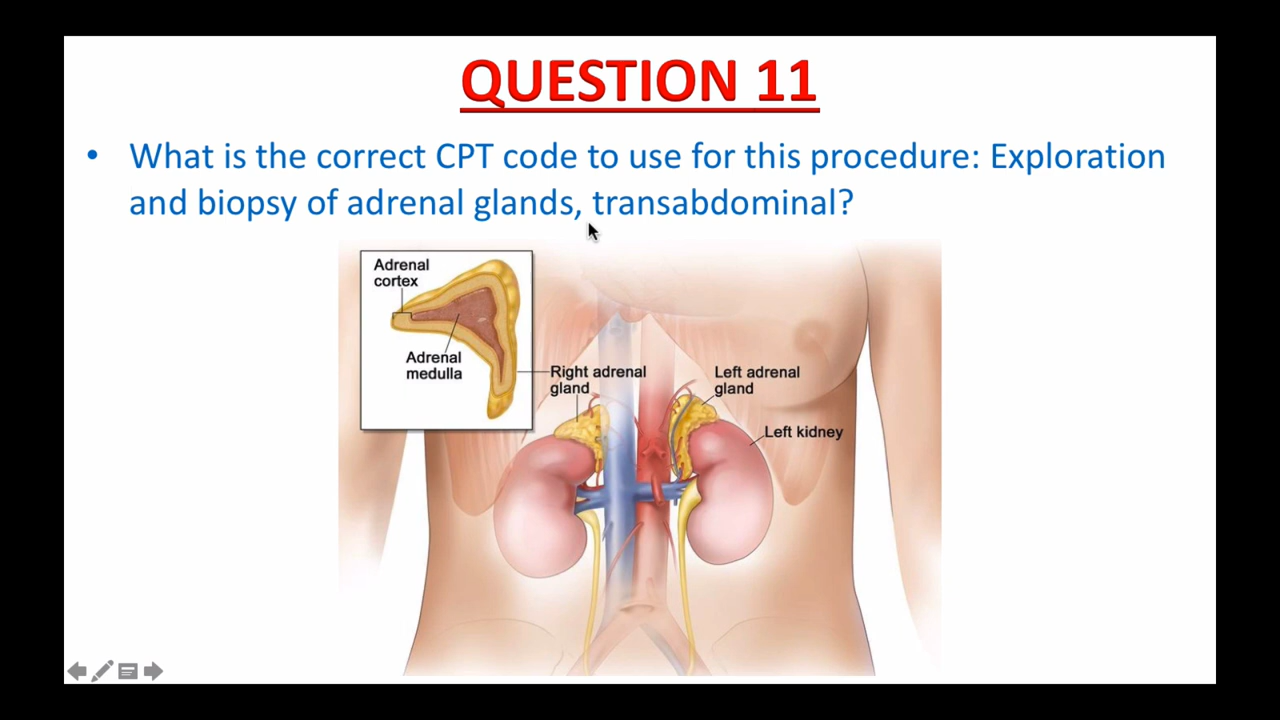 QUESTION 11
• What is the correct CPT code to use for this procedure: Exploration
and biopsy of adrenal glands, transabdominal?
Adrenal
cortex
Adrenal
medulla
Right adrenal
gland
Left adrenal
gland
Left kidney